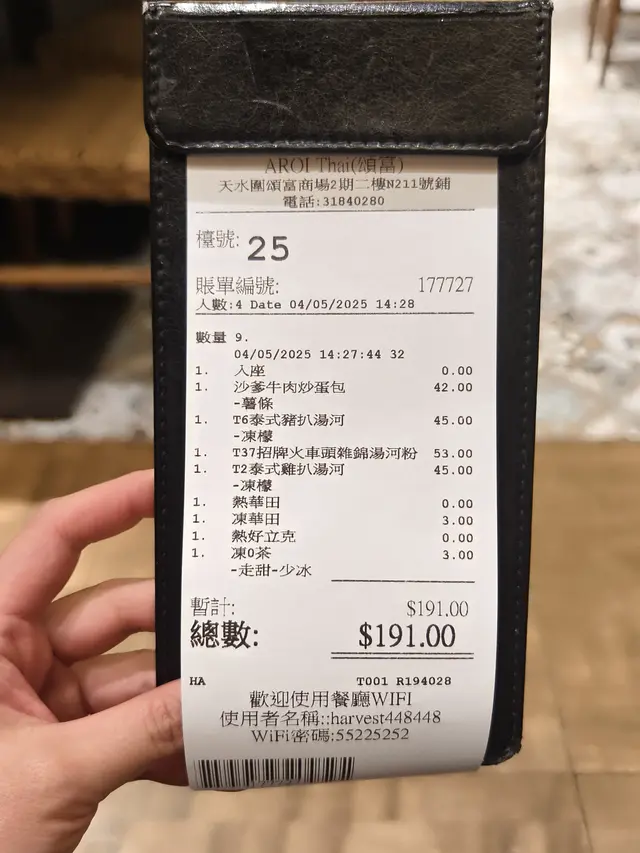 AROI Thai(頌富)
天水圍頌富商場2期二樓N211號鋪
電話:31840280
檯號: 25
賬單編號: 177727
人數:4 Date 04/05/2025 14:28
數量 9.
04/05/2025 14:27:44 32
1. 入座 0.00
1. 沙爹牛肉炒蛋包 42.00
-薯條
1. T6泰式豬扒湯河 45.00
-凍檬
1. T37招牌火車頭雜錦湯河粉 53.00
1. T2泰式雞扒湯河 45.00
-凍檬
1. 熱華田 0.00
1. 凍華田 3.00
1. 熱好立克 0.00
1. 凍0茶 3.00
-走甜-少冰
暫計: $191.00
總數: $191.00
HA T001 R194028
歡迎使用餐廳WIFI
使用者名稱::harvest448448
WiFi密碼:55225252